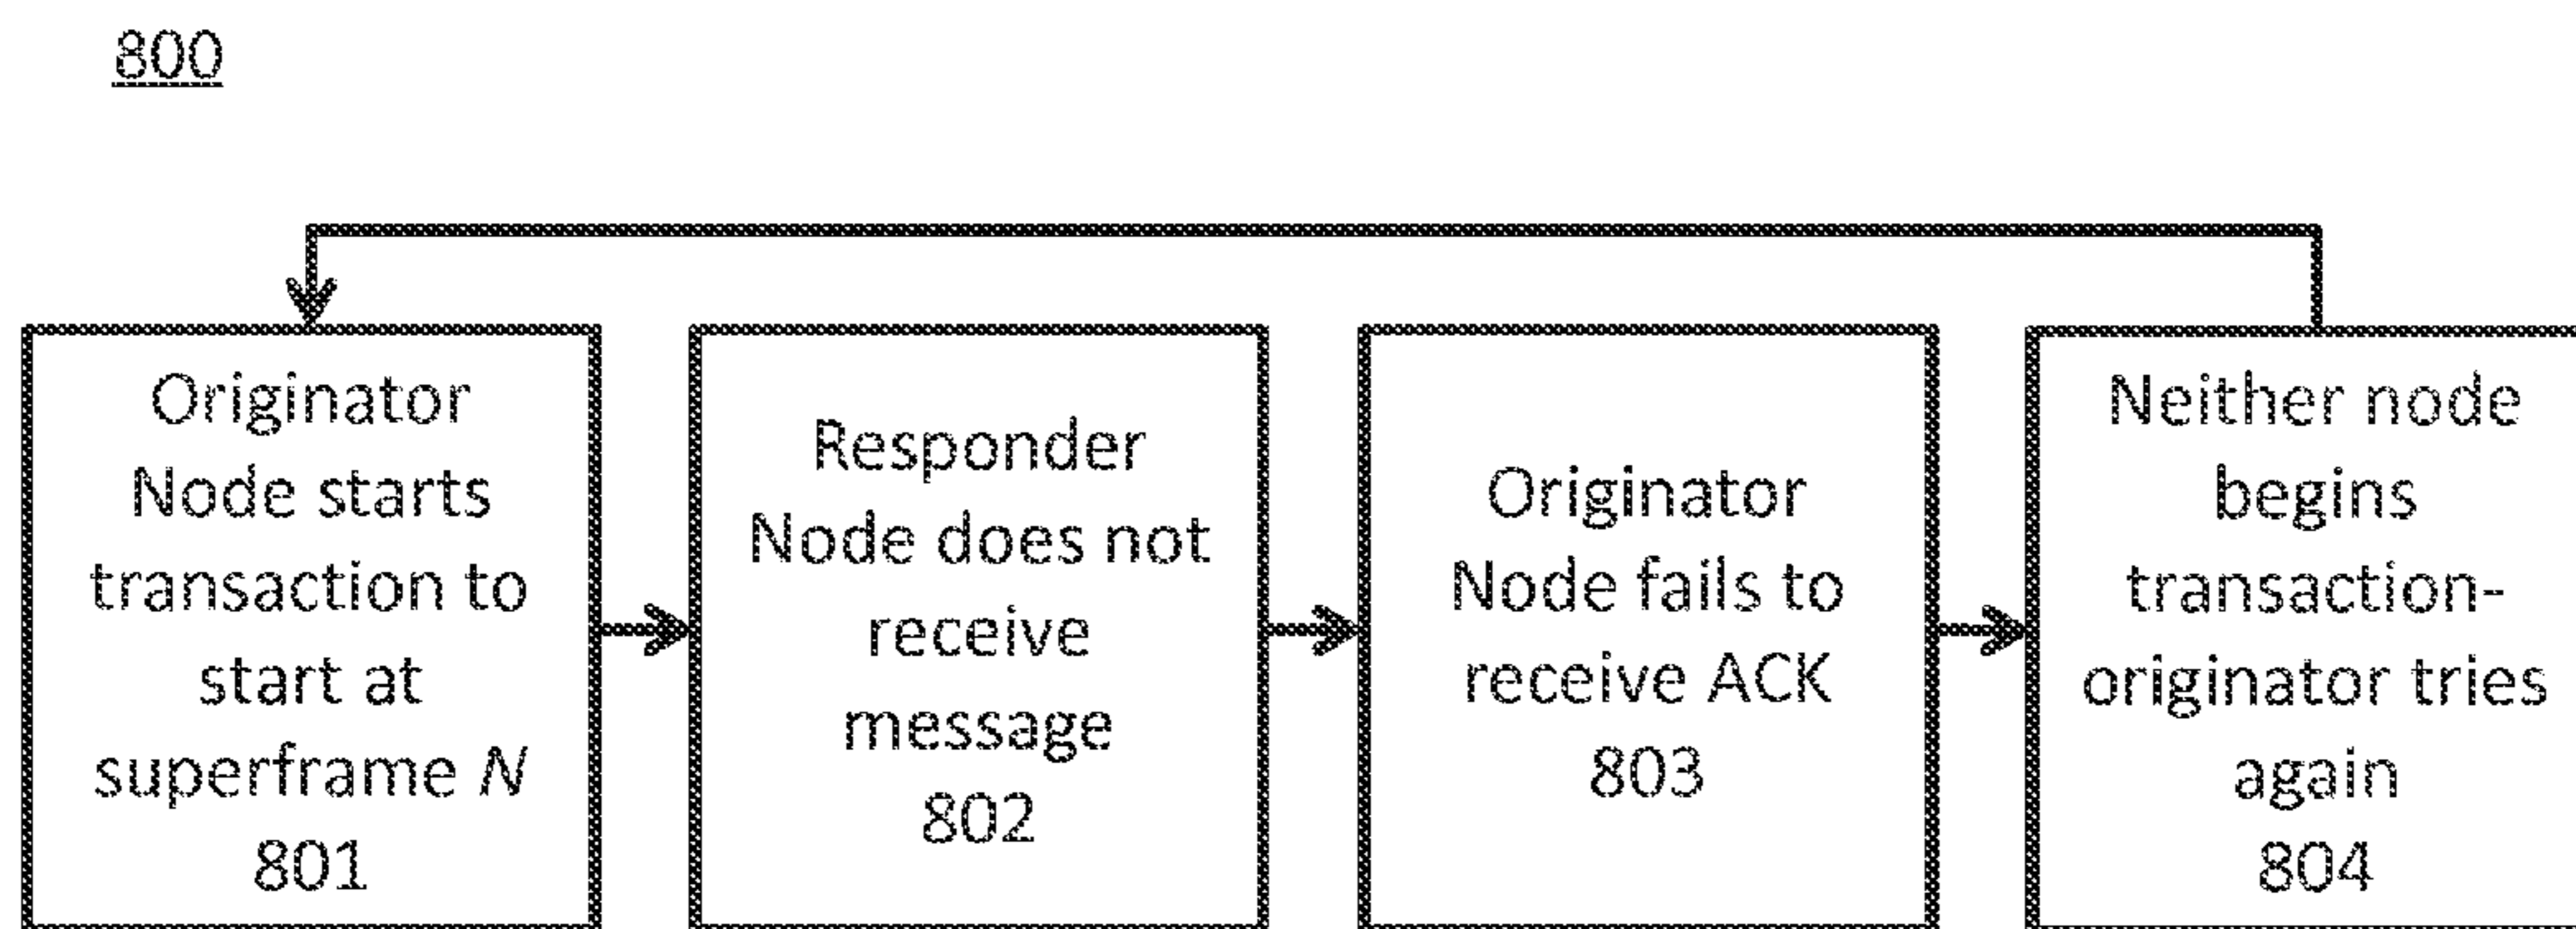 800
Originator
Node starts
transaction to
start at
superframe N
801
Responder
Node does not
receive
message
802
Originator
Node fails to
receive ACK
803
Neither node
begins
transaction-
originator tries
again
804